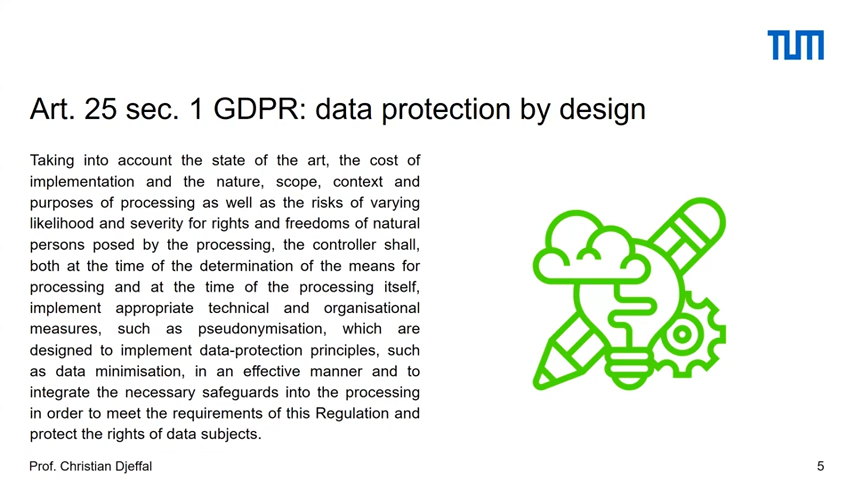 TUM
Art. 25 sec. 1 GDPR: data protection by design
Taking into account the state of the art, the cost of
implementation and the nature, scope, context and
purposes of processing as well as the risks of varying
likelihood and severity for rights and freedoms of natural
persons posed by the processing, the controller shall,
both at the time of the determination of the means for
processing and at the time of the processing itself,
implement appropriate technical and organisational
measures, such as pseudonymisation, which are
designed to implement data-protection principles, such
as data minimisation, in an effective manner and to
integrate the necessary safeguards into the processing
in order to meet the requirements of this Regulation and
protect the rights of data subjects.
Prof. Christian Djeffal
5